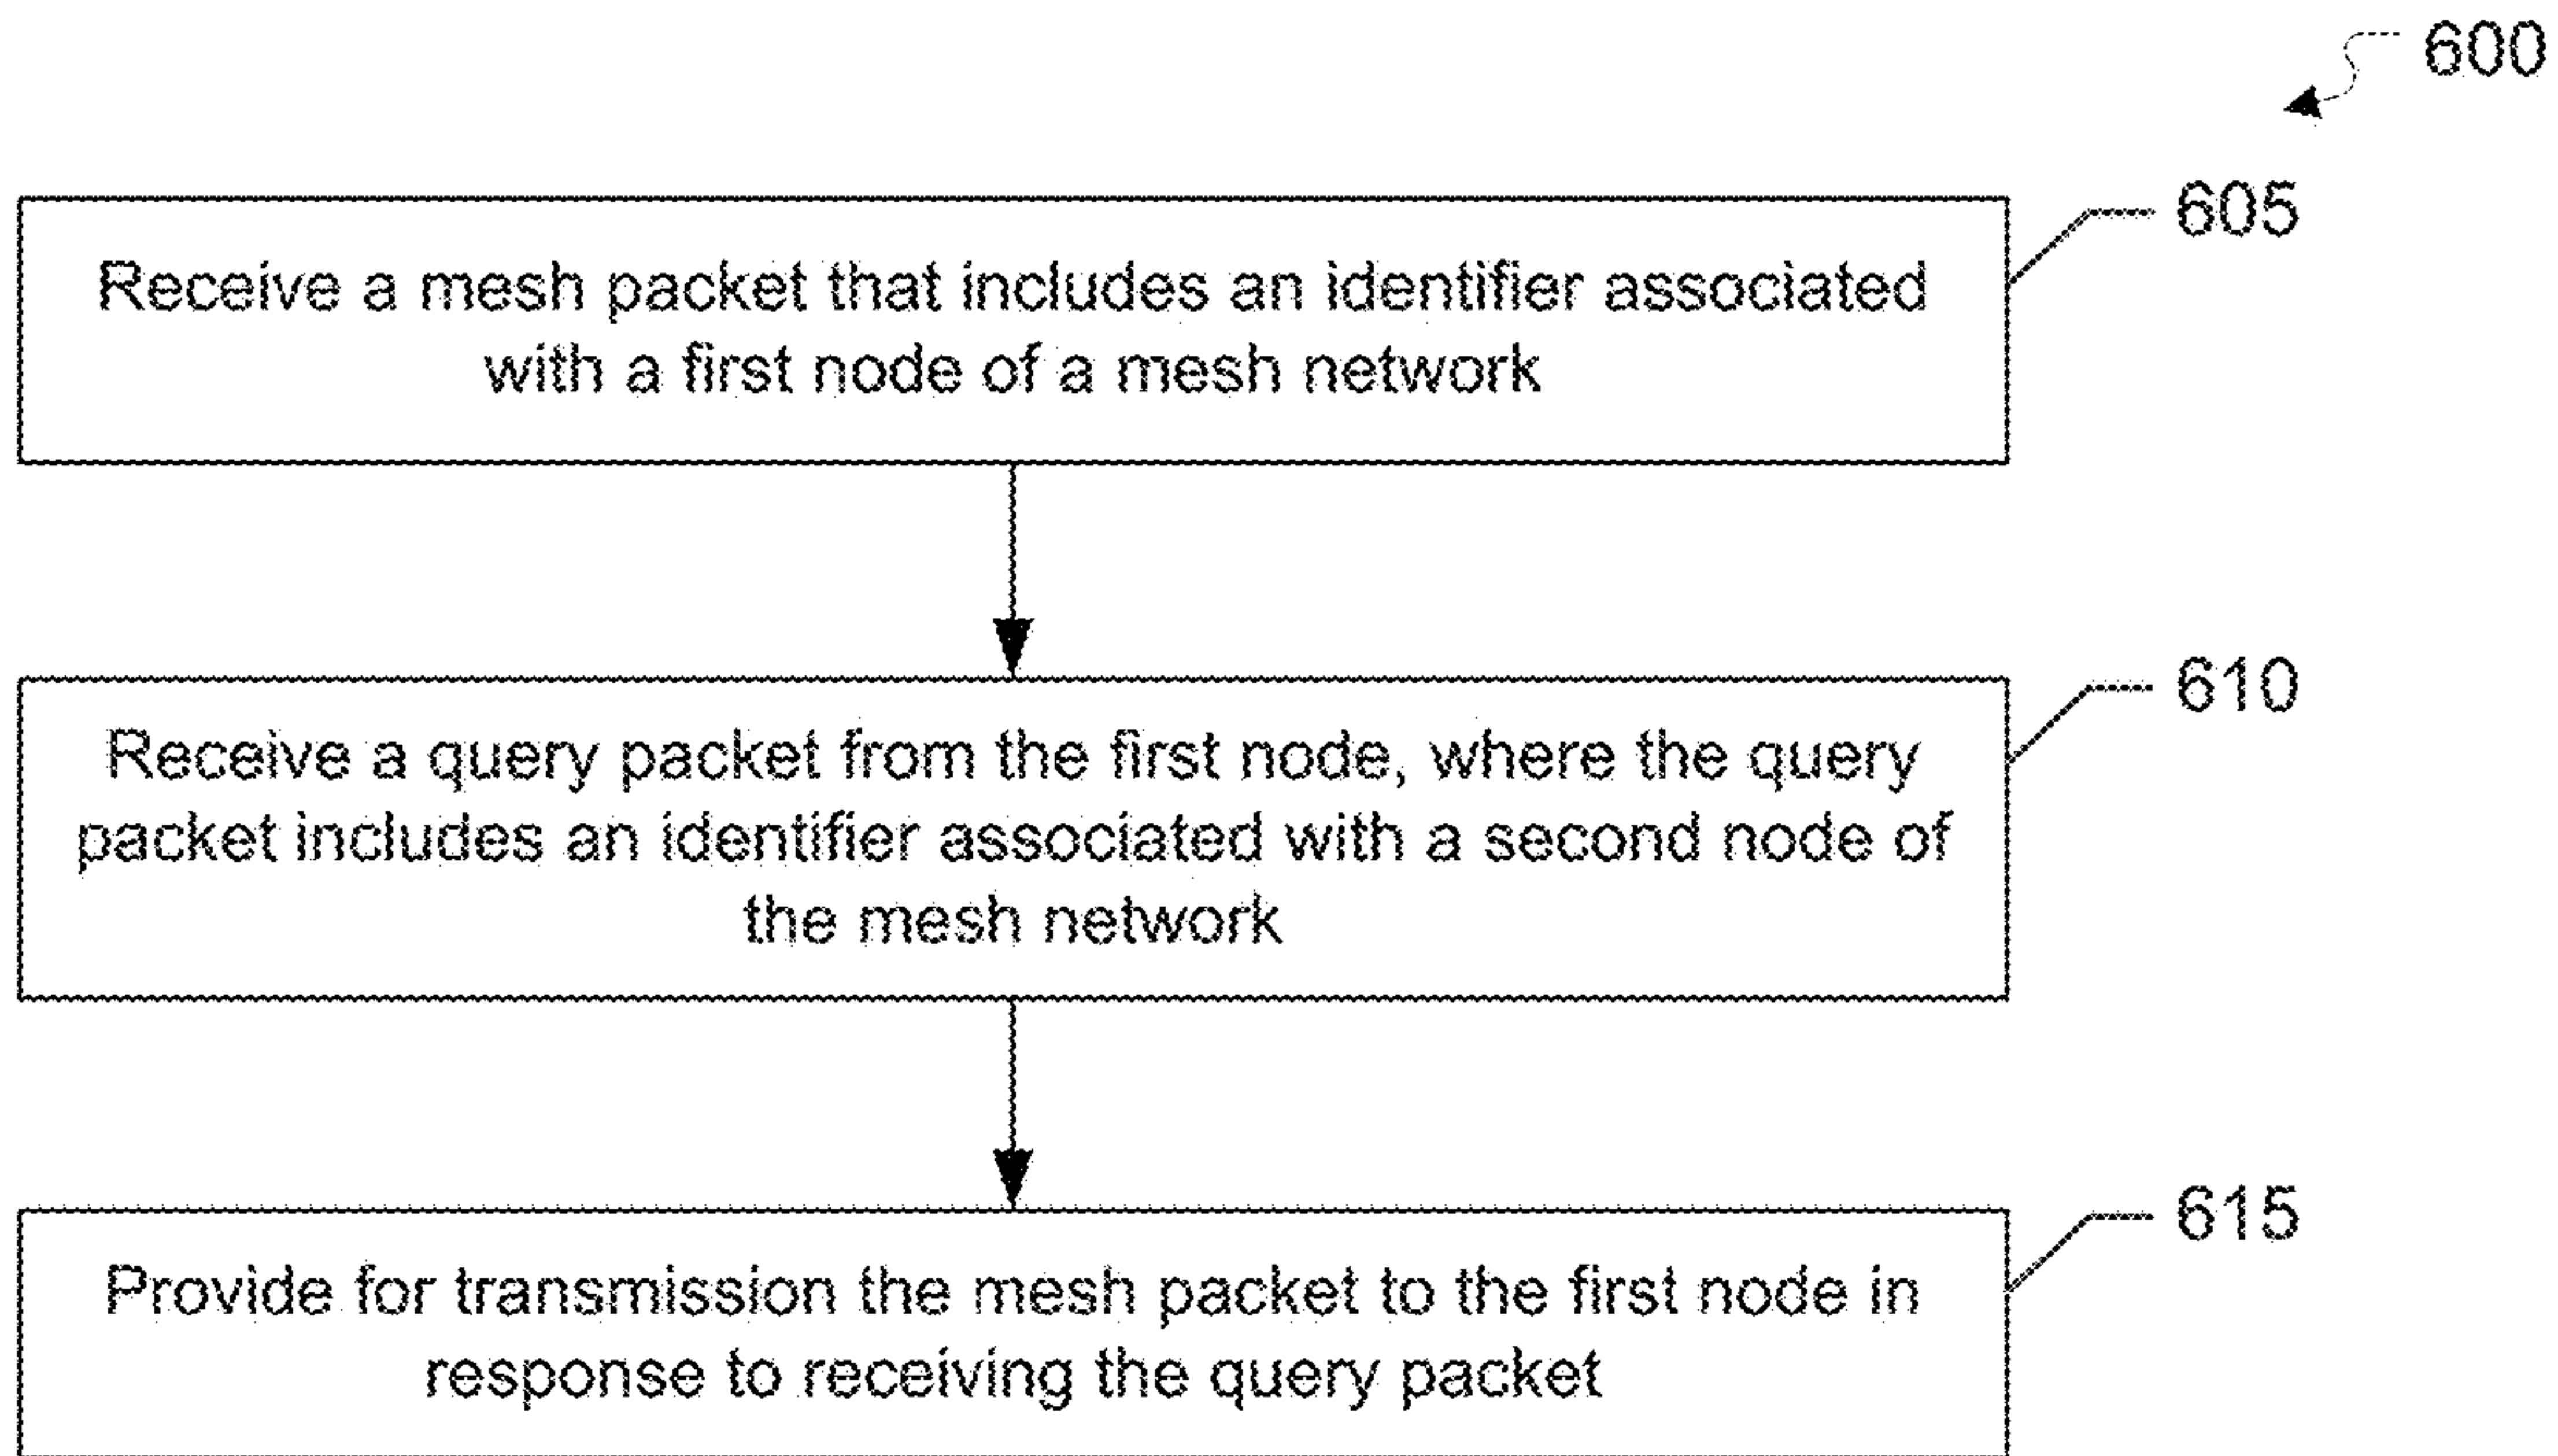 600
605
Receive a mesh packet that includes an identifier associated
with a first node of a mesh network
610
Receive a query packet from the first node, where the query
packet includes an identifier associated with a second node of
the mesh network
615
Provide for transmission the mesh packet to the first node in
response to receiving the query packet